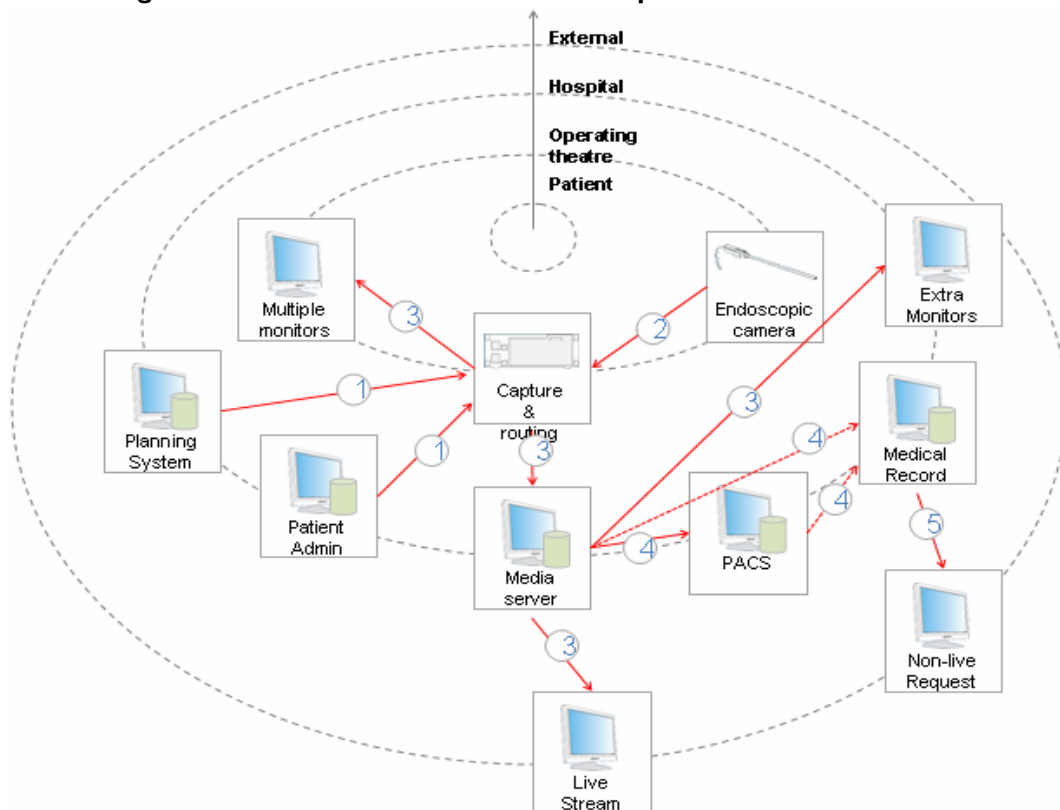 External
Hospital
Operating
theatre
Patient
Multiple
monitors
3
2
Endoscopic
camera
Extra
Monitors
1
Capture
&
routing
3
Planning
System
1
3
4
Medical
Record
Patient
Admin
4
5
Media
server
4
PACS
3
Non-live
Request
Live
Stream